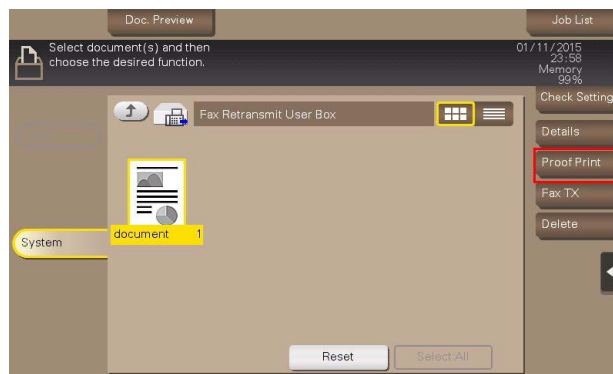 Doc. Preview
Job List
Select document(s) and then
choose the desired function.
01/11/2015
23:58
Memory
99%
Check Setting
Fax Retransmit User Box
Details
Proof Print
Fax TX
Delete
document 1
System
Reset
Select All